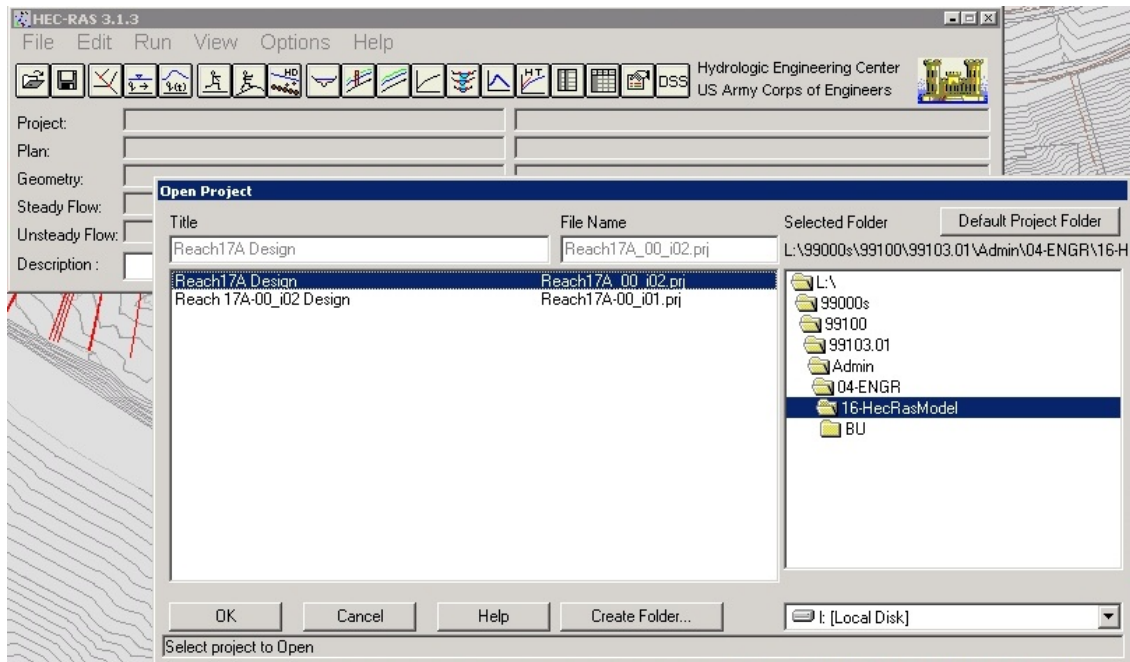 HEC-RAS 3.1.3
File Edit Run View Options Help
HD
HT
DSS
Hydrologic Engineering Center
US Army Corps of Engineers
Project:
Plan:
Geometry:
Steady Flow:
Unsteady Flow:
Description :
Open Project
Title
File Name
Selected Folder
Default Project Folder
Reach17A Design
Reach17A_00_i02.prj
L:\99000s\99100\99103.01\Admin\04-ENGR\16-H
Reach17A Design Reach17A_00_i02.prj
Reach 17A-00_i02 Design Reach17A-00_i01.prj
L:\
99000s
99100
99103.01
Admin
04-ENGR
16-HecRasModel
BU
OK
Cancel
Help
Create Folder...
l: [Local Disk]
Select project to Open